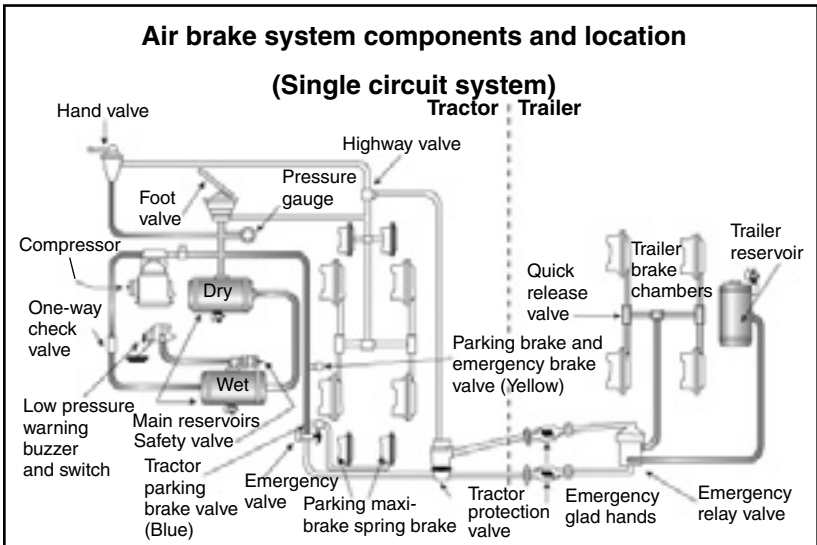 Air brake system components and location
(Single circuit system)
Tractor Trailer
Hand valve
Highway valve
Foot
valve
Pressure
gauge
Compressor
Dry
One-way
check
valve
Wet
Low pressure
warning
buzzer
and switch
Main reservoirs
Safety valve
Tractor
parking
brake valve
(Blue)
Emergency
valve
Parking maxi-
brake spring brake
Parking brake and
emergency brake
valve (Yellow)
Quick
release
valve
Trailer
brake
chambers
Trailer
reservoir
Tractor
protection
valve
Emergency
glad hands
Emergency
relay valve